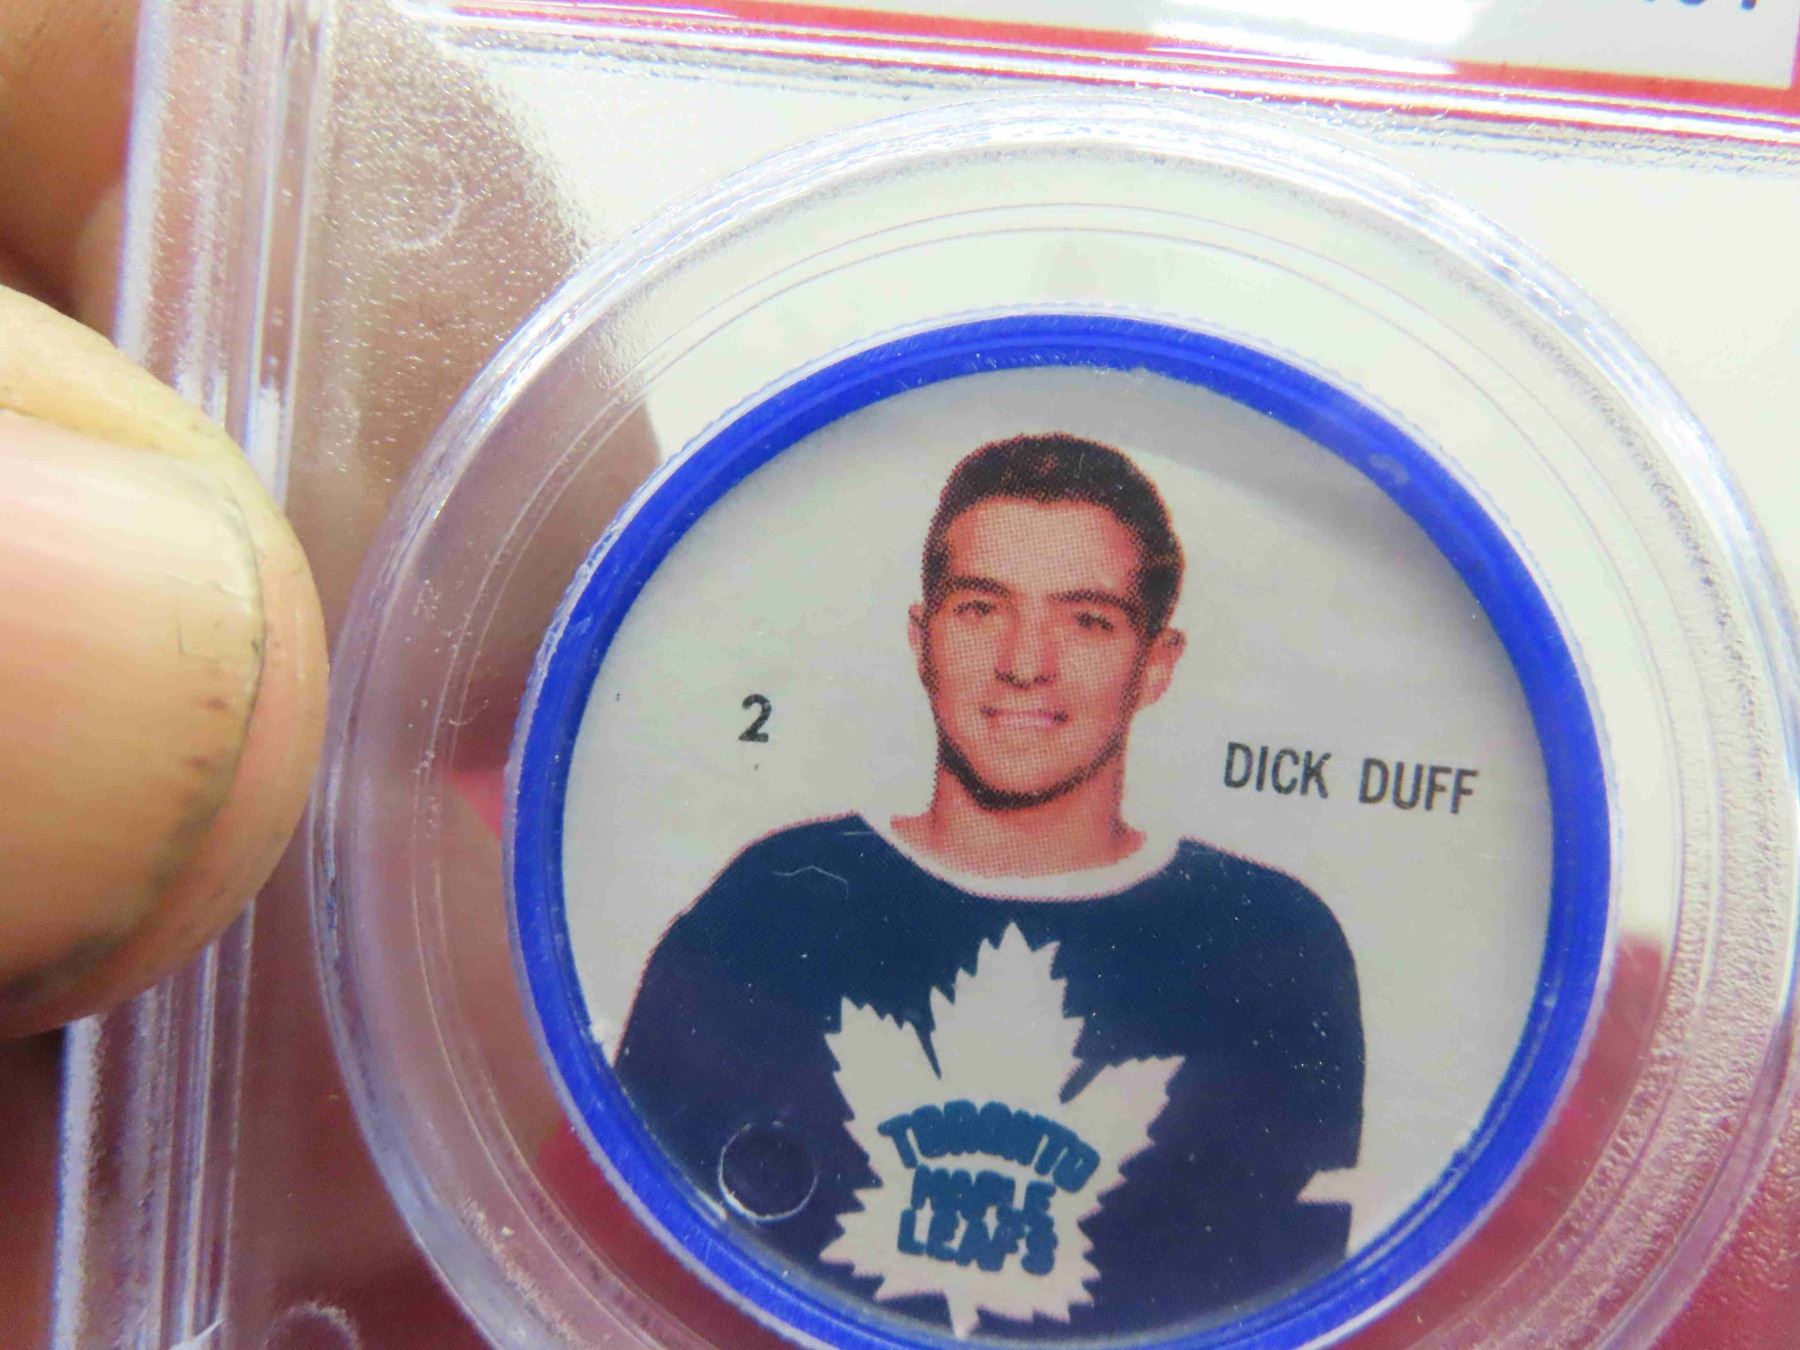 2
DICK DUFF
TORONTO
MAPLE
LEAFS